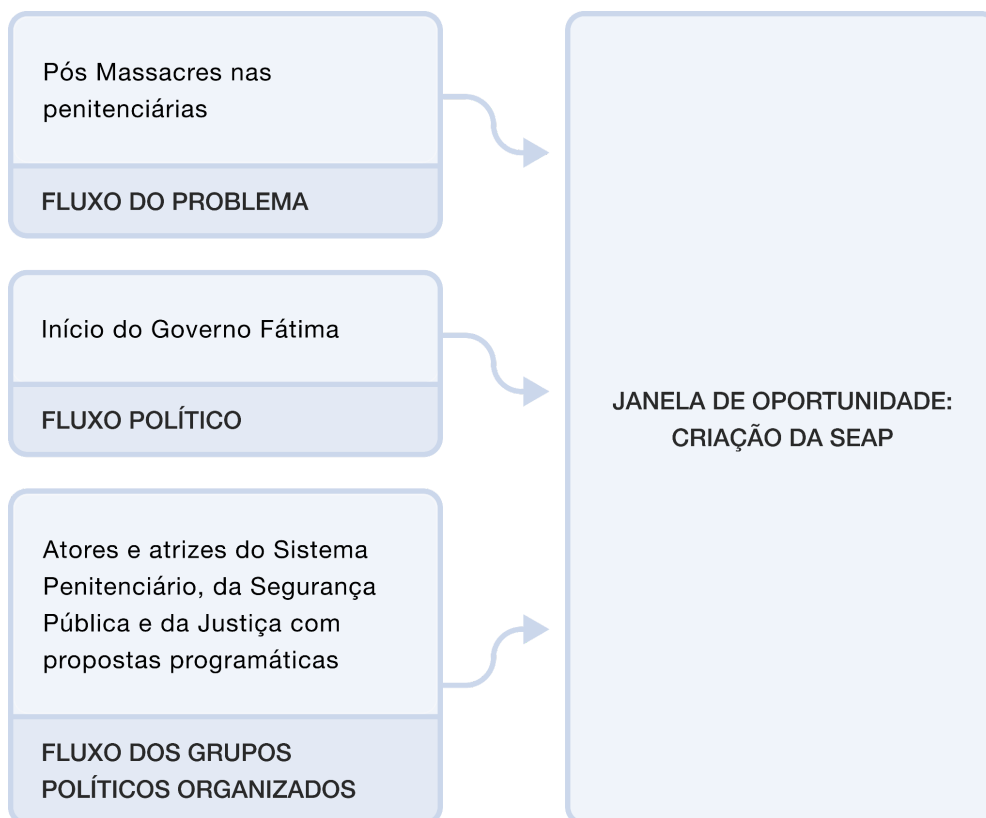 Pós Massacres nas
penitenciárias
FLUXO DO PROBLEMA
Início do Governo Fátima
FLUXO POLÍTICO
Atores e atrizes do Sistema
Penitenciário, da Segurança
Pública e da Justiça com
propostas programáticas
FLUXO DOS GRUPOS
POLÍTICOS ORGANIZADOS
JANELA DE OPORTUNIDADE:
CRIAÇÃO DA SEAP